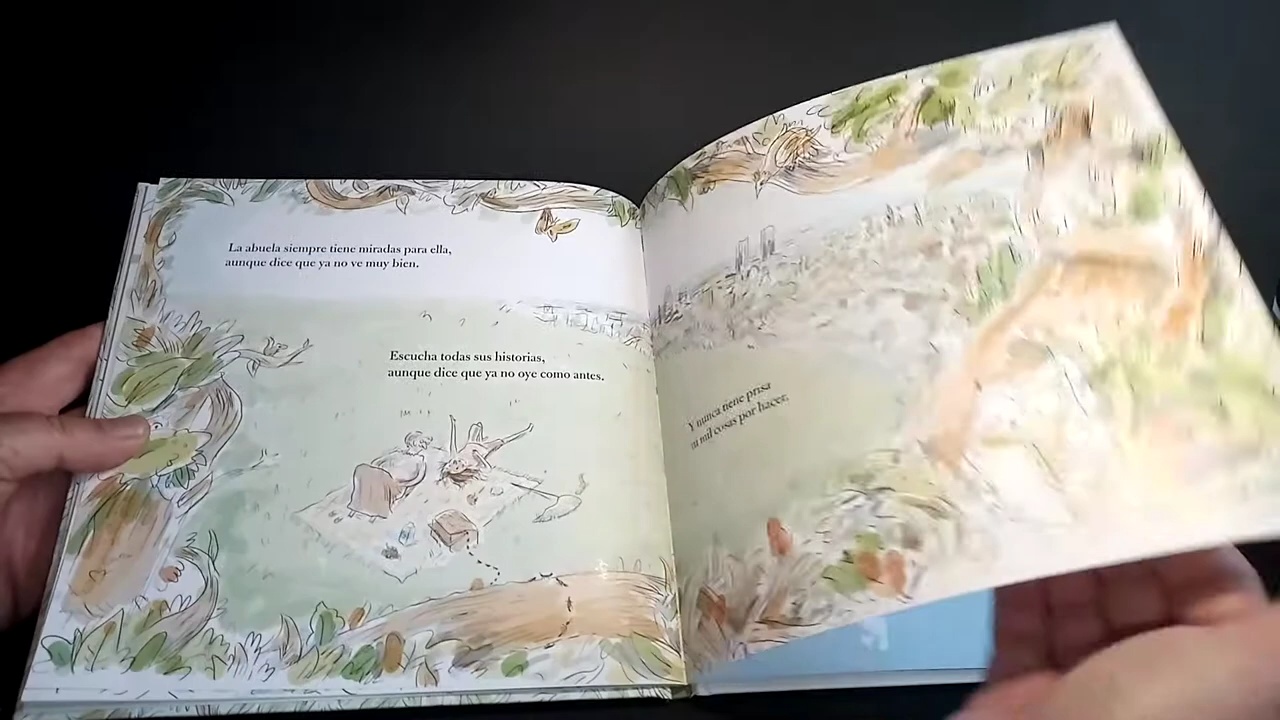 La abuela siempre tiene miradas para ella,
aunque dice que ya no ve muy bien.
Escucha todas sus historias,
aunque dice que ya no oye como antes.
Y nunca tiene prisa
ni mil cosas por hacer.